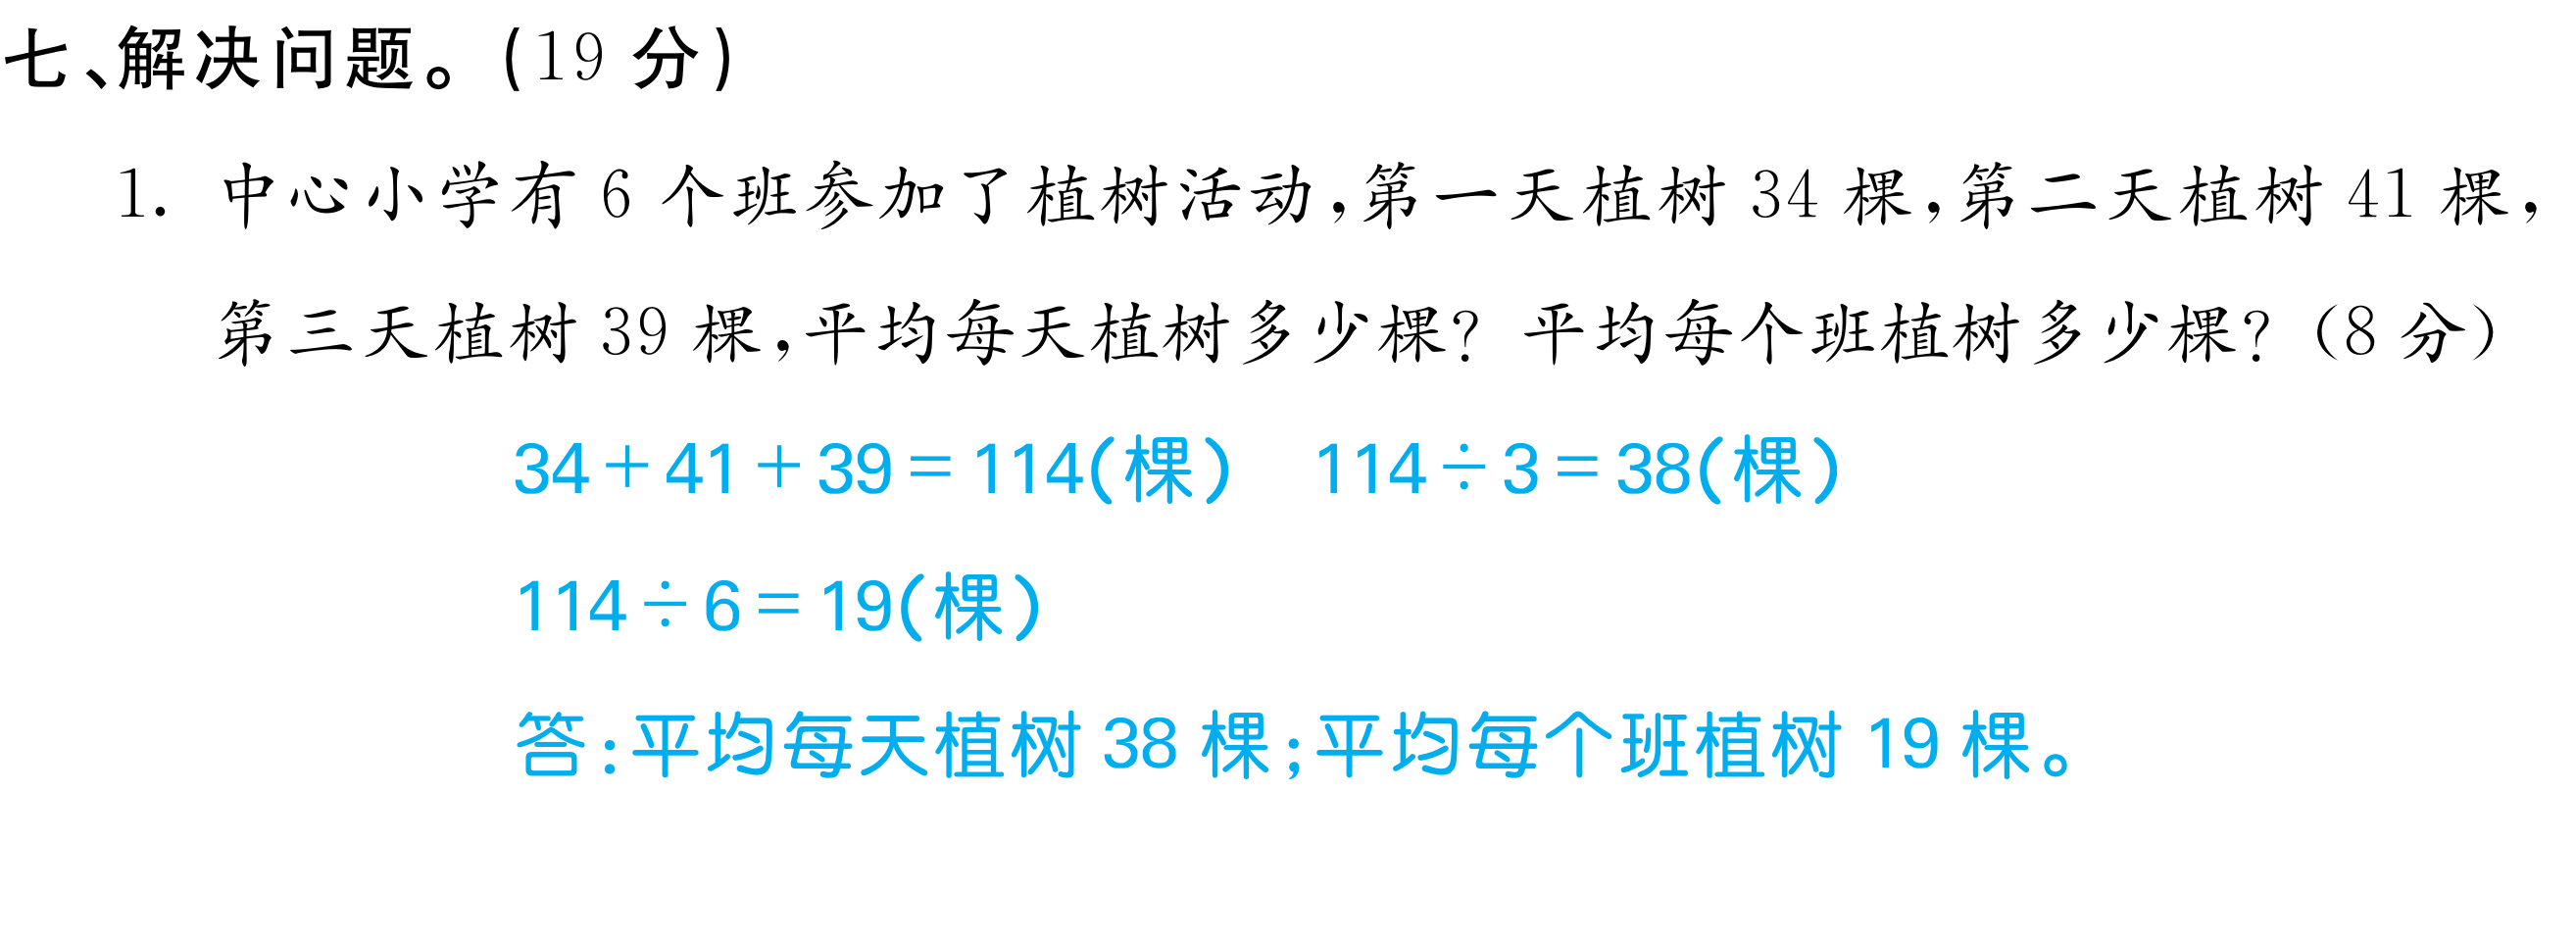 七、解决问题。(19 分)
1. 中心小学有 6 个班参加了植树活动,第一天植树 34 棵,第二天植树 41 棵,
第三天植树 39 棵,平均每天植树多少棵? 平均每个班植树多少棵?(8 分)
34+41+39=114(棵) 114÷3=38(棵)
114÷6=19(棵)
答:平均每天植树 38 棵;平均每个班植树 19 棵。